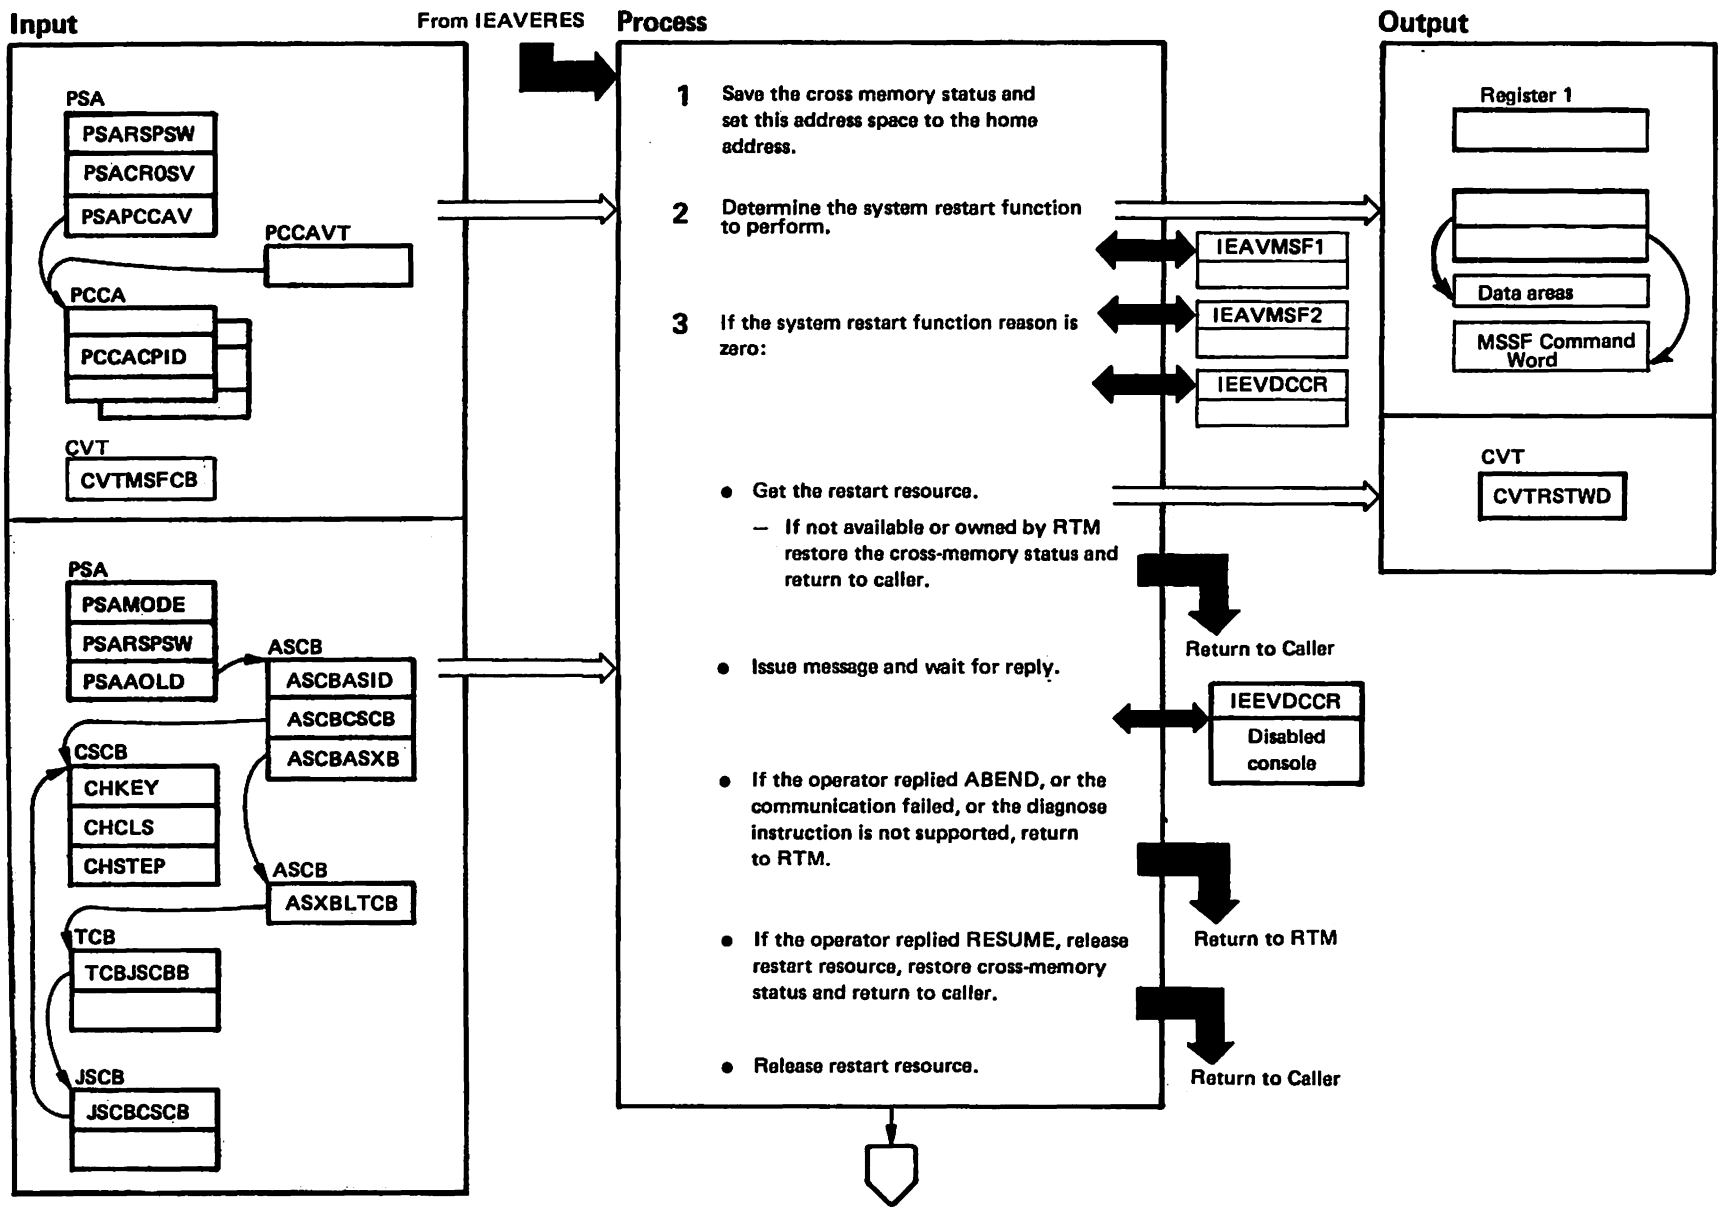 Input
From IEAVERES
Process
Output
PSA
PSARSPSW
PSACROSV
PSAPCCAV
PCCAVT
PCCA
PCCACPID
CVT
CVTMSFCB
PSA
PSAMODE
PSARSPSW
PSAAOLD
ASCB
ASCBASID
ASCBCSCB
ASCBASXB
CSCB
CHKEY
CHCLS
CHSTEP
ASCB
ASXBLTCB
TCB
TCBJSCBB
JSCB
JSCBCSCB
1 Save the cross memory status and
set this address space to the home
address.
2 Determine the system restart function
to perform.
3 If the system restart function reason is
zero:
• Get the restart resource.
– If not available or owned by RTM
restore the cross-memory status and
return to caller.
• Issue message and wait for reply.
• If the operator replied ABEND, or the
communication failed, or the diagnose
instruction is not supported, return
to RTM.
• If the operator replied RESUME, release
restart resource, restore cross-memory
status and return to caller.
• Release restart resource.
IEAVMSF1
IEAVMSF2
IEEVDCCR
Return to Caller
IEEVDCCR
Disabled
console
Return to RTM
Return to Caller
Register 1
Data areas
MSSF Command
Word
CVT
CVTRSTWD